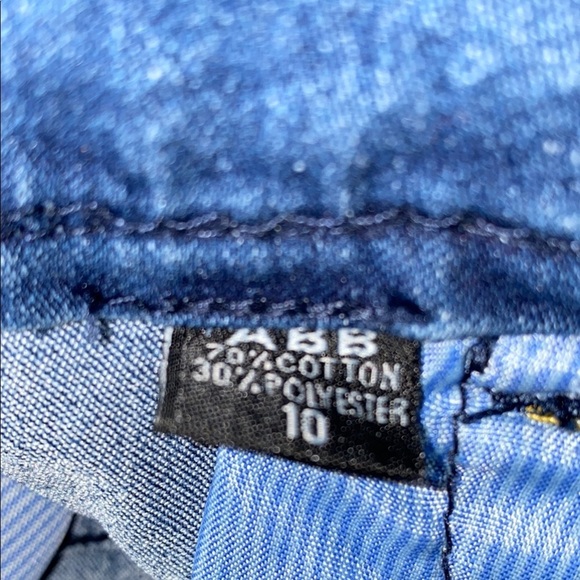 ABB
70% COTTON
30% POLYESTER
10